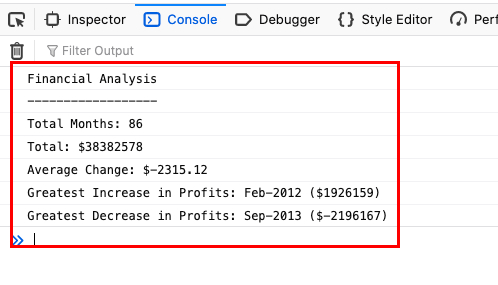 Inspector Console Debugger Style Editor Perf
Filter Output
Financial Analysis
------------------
Total Months: 86
Total: $38382578
Average Change: $-2315.12
Greatest Increase in Profits: Feb-2012 ($1926159)
Greatest Decrease in Profits: Sep-2013 ($-2196167)